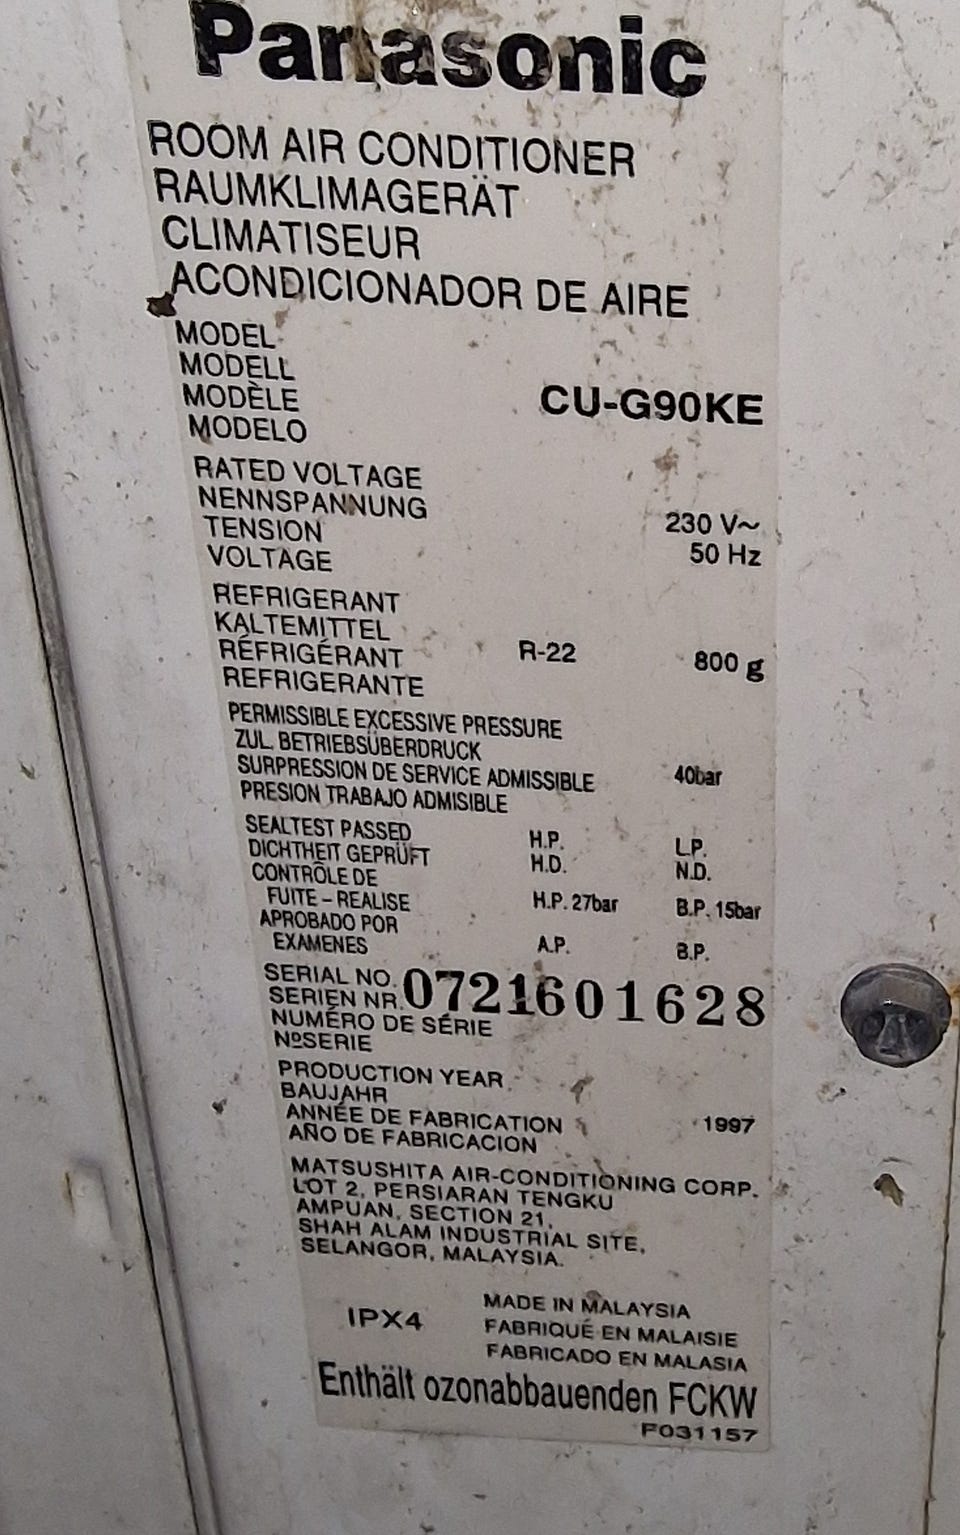 Panasonic
ROOM AIR CONDITIONER
RAUMKLIMAGERÄT
CLIMATISEUR
ACONDICIONADOR DE AIRE
MODEL
MODELL
MODÈLE CU-G90KE
MODELO
RATED VOLTAGE
NENNSPANNUNG
TENSION 230 V~
VOLTAGE 50 Hz
REFRIGERANT
KALTEMITTEL
RÉFRIGÉRANT R-22 800 g
REFRIGERANTE
PERMISSIBLE EXCESSIVE PRESSURE
ZUL. BETRIEBSÜBERDRUCK
SURPRESSION DE SERVICE ADMISSIBLE 40bar
PRESION TRABAJO ADMISIBLE
SEALTEST PASSED H.P. L.P.
DICHTHEIT GEPRÜFT H.D. N.D.
CONTRÔLE DE
FUITE – REALISE H.P. 27bar B.P. 15bar
APROBADO POR
EXAMENES A.P. B.P.
SERIAL NO. 0721601628
SERIEN NR.
NUMÉRO DE SÉRIE
NºSERIE
PRODUCTION YEAR
BAUJAHR
ANNÉE DE FABRICATION 1997
AÑO DE FABRICACION
MATSUSHITA AIR-CONDITIONING CORP.
LOT 2, PERSIARAN TENGKU
AMPUAN, SECTION 21,
SHAH ALAM INDUSTRIAL SITE,
SELANGOR, MALAYSIA.
MADE IN MALAYSIA
IPX4 FABRIQUÉ EN MALAISIE
FABRICADO EN MALASIA
Enthält ozonabbauenden FCKW
F031157